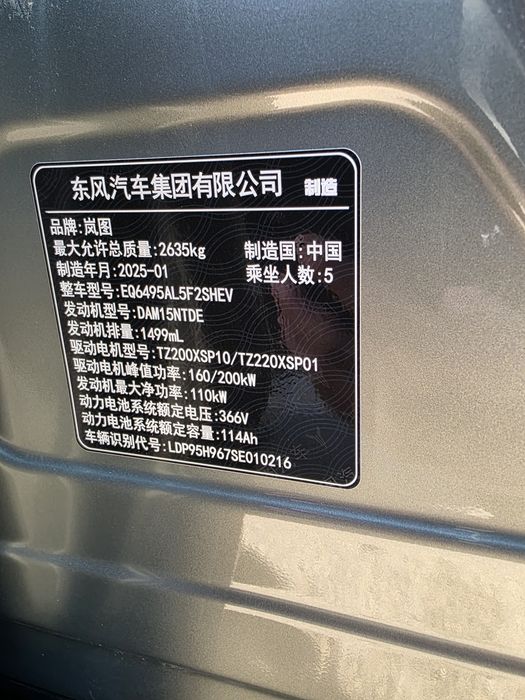 东风汽车集团有限公司 制造
品牌:岚图
最大允许总质量:2635kg 制造国:中国
制造年月:2025-01 乘坐人数:5
整车型号:EQ6495AL5F2SHEV
发动机型号:DAM15NTDE
发动机排量:1499mL
驱动电机型号:TZ200XSP10/TZ220XSP01
驱动电机峰值功率:160/200kW
发动机最大净功率:110kW
动力电池系统额定电压:366V
动力电池系统额定容量:114Ah
车辆识别代号:LDP95H967SE010216